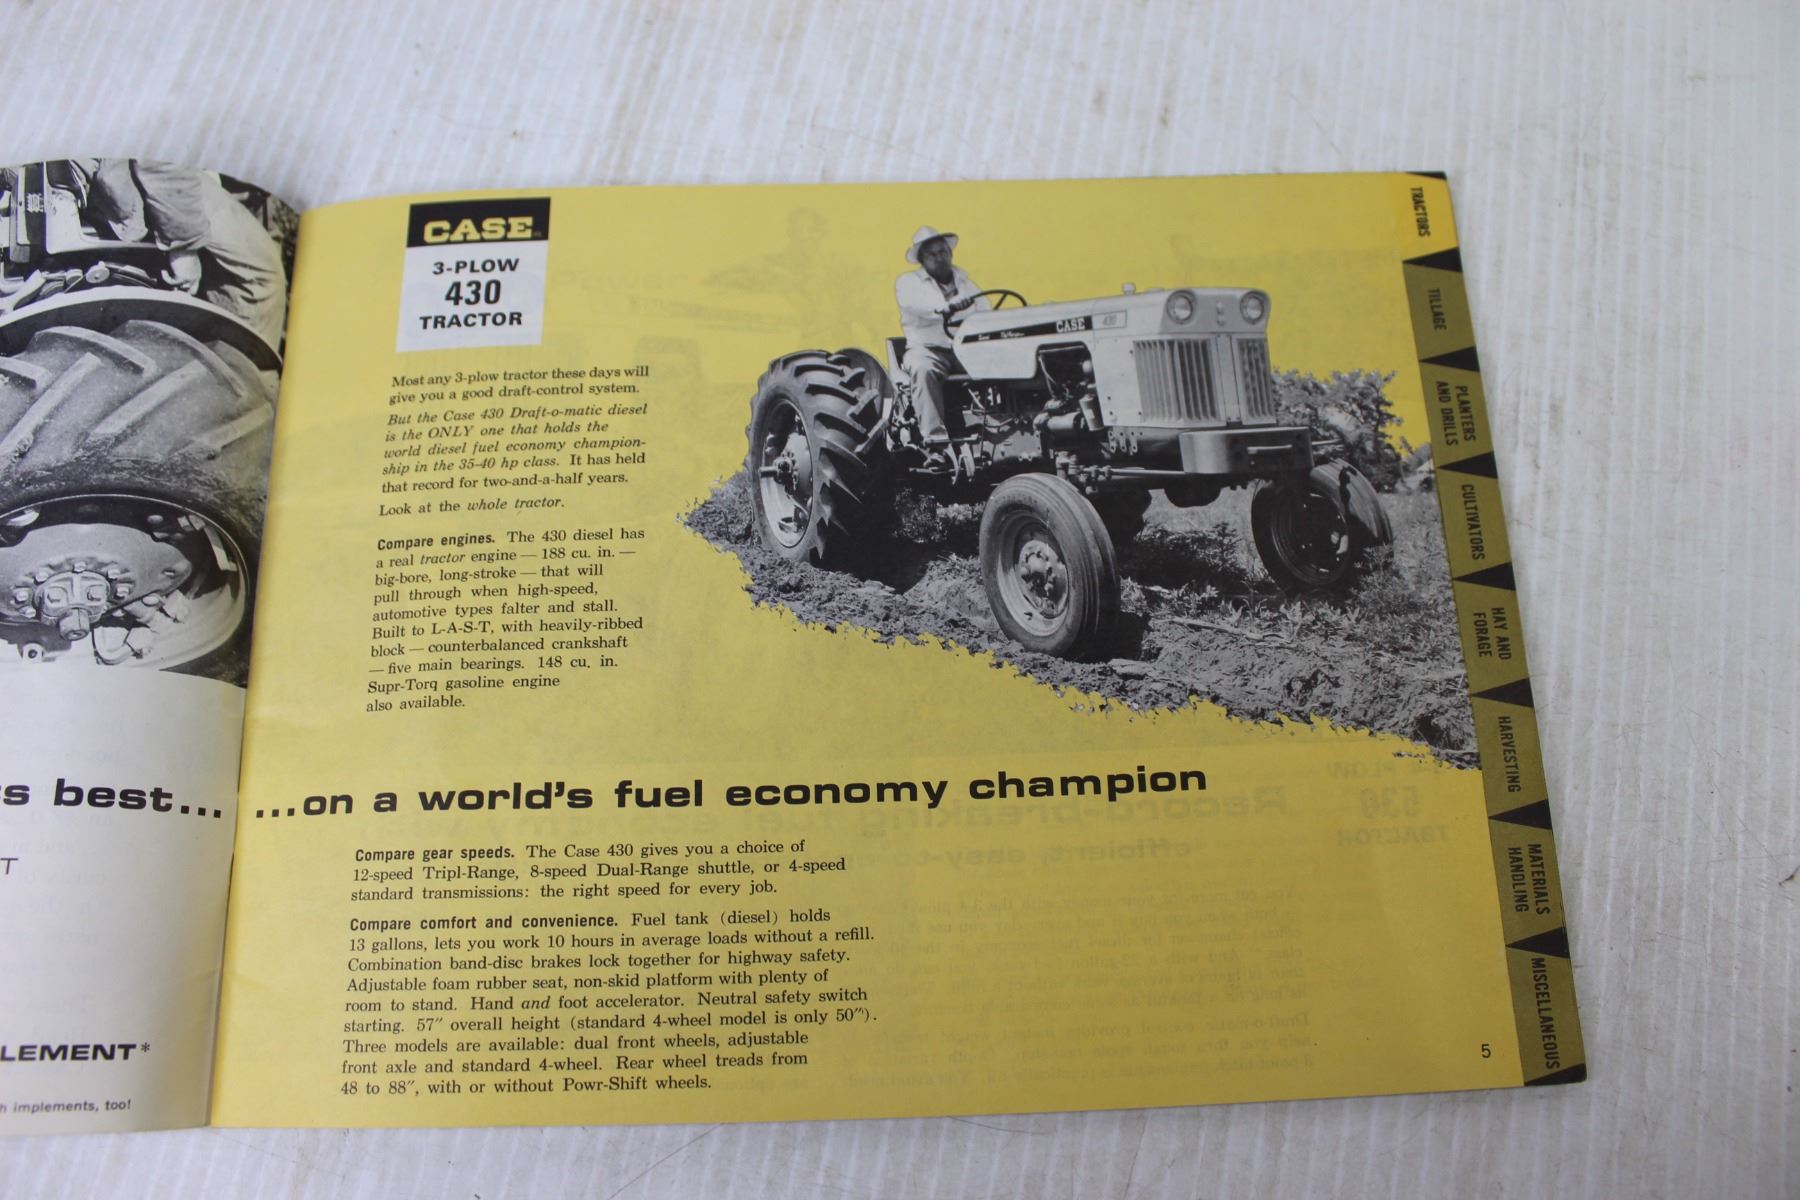 s best...
T
LEMENT*
h implements, too!
CASE
3-PLOW
430
TRACTOR
Most any 3-plow tractor these days will
give you a good draft-control system.
But the Case 430 Draft-o-matic diesel
is the ONLY one that holds the
world diesel fuel economy champion-
ship in the 35-40 hp class. It has held
that record for two-and-a-half years.
Look at the whole tractor.
Compare engines. The 430 diesel has
a real tractor engine — 188 cu. in. —
big-bore, long-stroke — that will
pull through when high-speed,
automotive types falter and stall.
Built to L-A-S-T, with heavily-ribbed
block — counterbalanced crankshaft
— five main bearings. 148 cu. in.
Supr-Torq gasoline engine
also available.
CASE 430
...on a world's fuel economy champion
Compare gear speeds. The Case 430 gives you a choice of
12-speed Tripl-Range, 8-speed Dual-Range shuttle, or 4-speed
standard transmissions: the right speed for every job.
Compare comfort and convenience. Fuel tank (diesel) holds
13 gallons, lets you work 10 hours in average loads without a refill.
Combination band-disc brakes lock together for highway safety.
Adjustable foam rubber seat, non-skid platform with plenty of
room to stand. Hand and foot accelerator. Neutral safety switch
starting. 57″ overall height (standard 4-wheel model is only 50″).
Three models are available: dual front wheels, adjustable
front axle and standard 4-wheel. Rear wheel treads from
48 to 88″, with or without Powr-Shift wheels.
5
TRACTORS
TILLAGE
PLANTERS
AND DRILLS
CULTIVATORS
HAY AND
FORAGE
HARVESTING
MATERIALS
HANDLING
MISCELLANEOUS